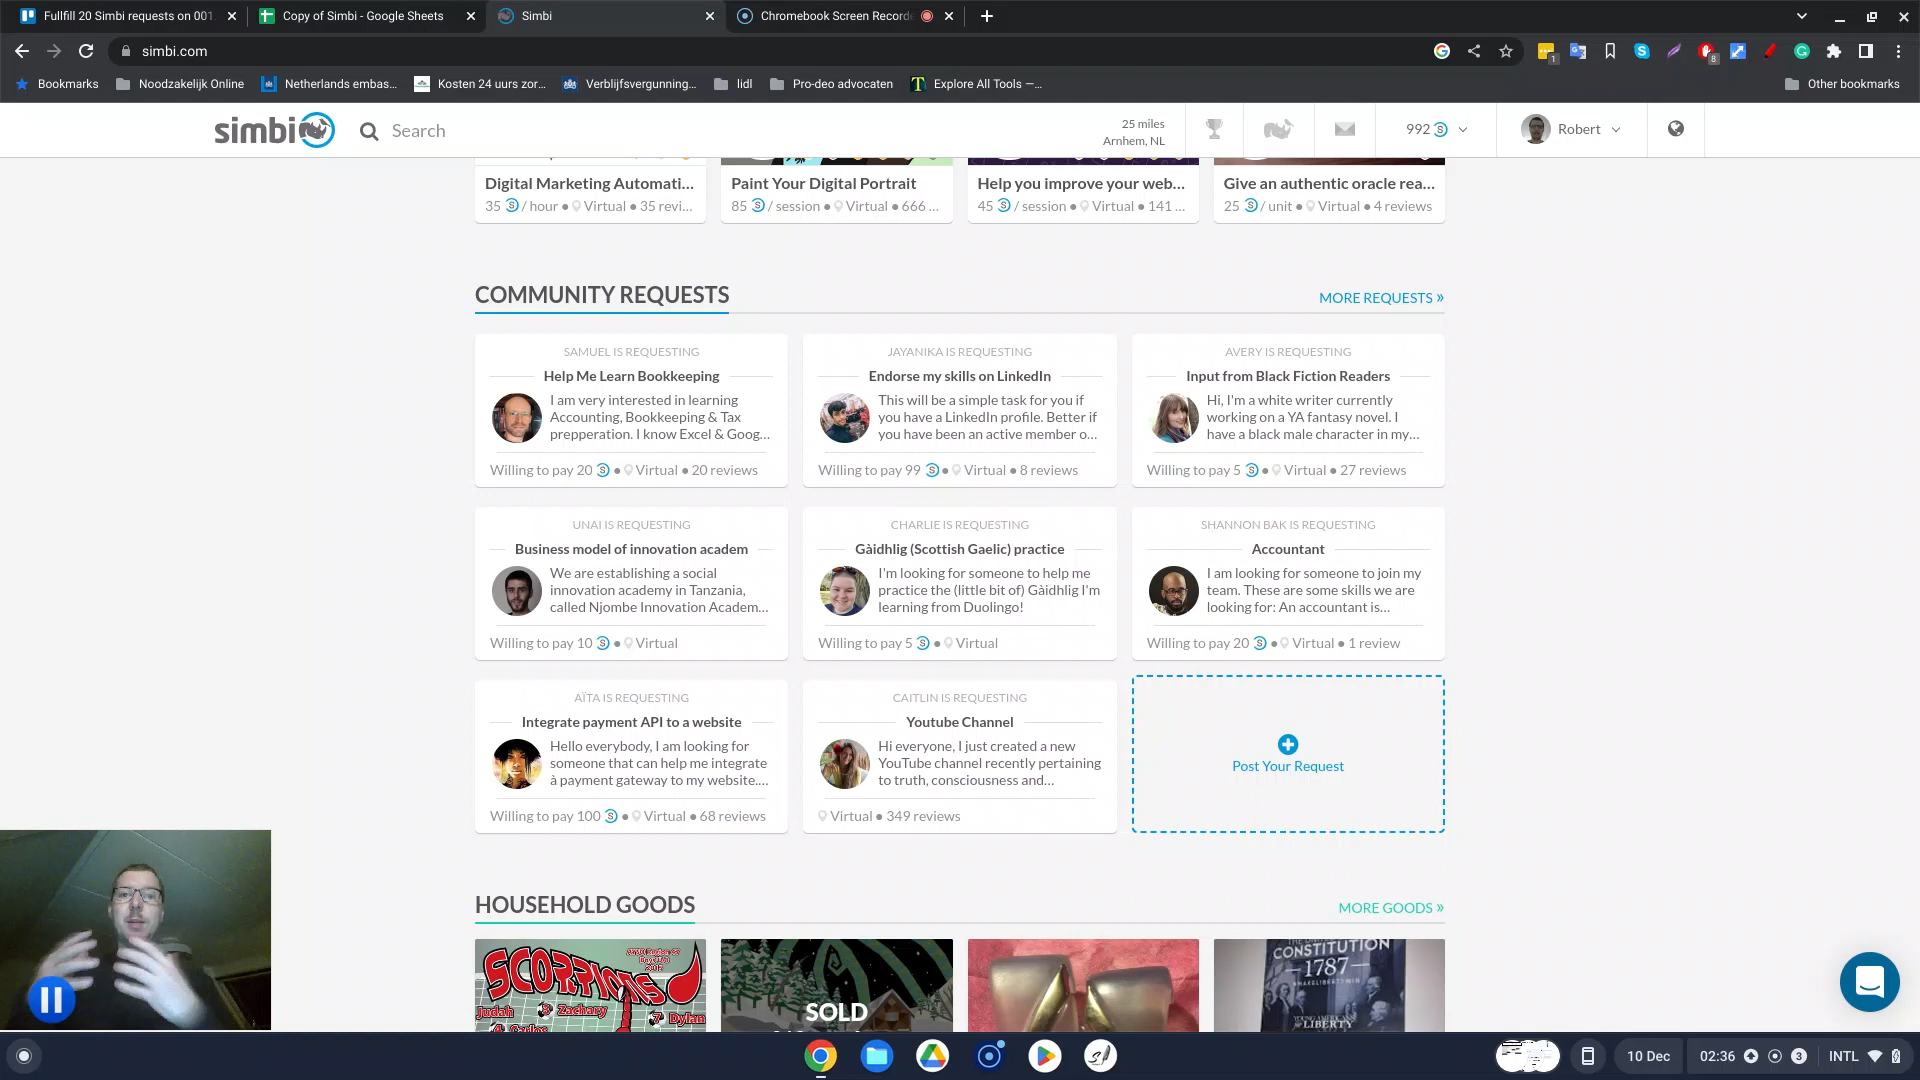 Fullfill 20 Simbi requests on 001
Copy of Simbi - Google Sheets
Simbi
Chromebook Screen Recorde
simbi.com
1
8
Bookmarks
Noodzakelijk Online
Netherlands embas...
Kosten 24 uurs zor...
Verblijfsvergunning...
lidl
Pro-deo advocaten
Explore All Tools —...
Other bookmarks
simbi
Search
25 miles
Arnhem, NL
992
Robert
Digital Marketing Automati...
35 S / hour • Virtual • 35 revi...
Paint Your Digital Portrait
85 S / session • Virtual • 666 ...
Help you improve your web...
45 S / session • Virtual • 141 ...
Give an authentic oracle rea...
25 S / unit • Virtual • 4 reviews
COMMUNITY REQUESTS
MORE REQUESTS »
SAMUEL IS REQUESTING
Help Me Learn Bookkeeping
I am very interested in learning
Accounting, Bookkeeping & Tax
prepperation. I know Excel & Goog...
Willing to pay 20 S • Virtual • 20 reviews
JAYANIKA IS REQUESTING
Endorse my skills on LinkedIn
This will be a simple task for you if
you have a LinkedIn profile. Better if
you have been an active member o...
Willing to pay 99 S • Virtual • 8 reviews
AVERY IS REQUESTING
Input from Black Fiction Readers
Hi, I'm a white writer currently
working on a YA fantasy novel. I
have a black male character in my...
Willing to pay 5 S • Virtual • 27 reviews
UNAI IS REQUESTING
Business model of innovation academ
We are establishing a social
innovation academy in Tanzania,
called Njombe Innovation Academ...
Willing to pay 10 S • Virtual
CHARLIE IS REQUESTING
Gàidhlig (Scottish Gaelic) practice
I'm looking for someone to help me
practice the (little bit of) Gàidhlig I'm
learning from Duolingo!
Willing to pay 5 S • Virtual
SHANNON BAK IS REQUESTING
Accountant
I am looking for someone to join my
team. These are some skills we are
looking for: An accountant is...
Willing to pay 20 S • Virtual • 1 review
AÏTA IS REQUESTING
Integrate payment API to a website
Hello everybody, I am looking for
someone that can help me integrate
à payment gateway to my website....
Willing to pay 100 S • Virtual • 68 reviews
CAITLIN IS REQUESTING
Youtube Channel
Hi everyone, I just created a new
YouTube channel recently pertaining
to truth, consciousness and...
Virtual • 349 reviews
Post Your Request
HOUSEHOLD GOODS
MORE GOODS »
SCORPIONS
Judah
Zachary
Dylan
Carlos
SOLD
CONSTITUTION
1787
YOUNG AMERICANS
LIBERTY
10 Dec
02:36
3
INTL